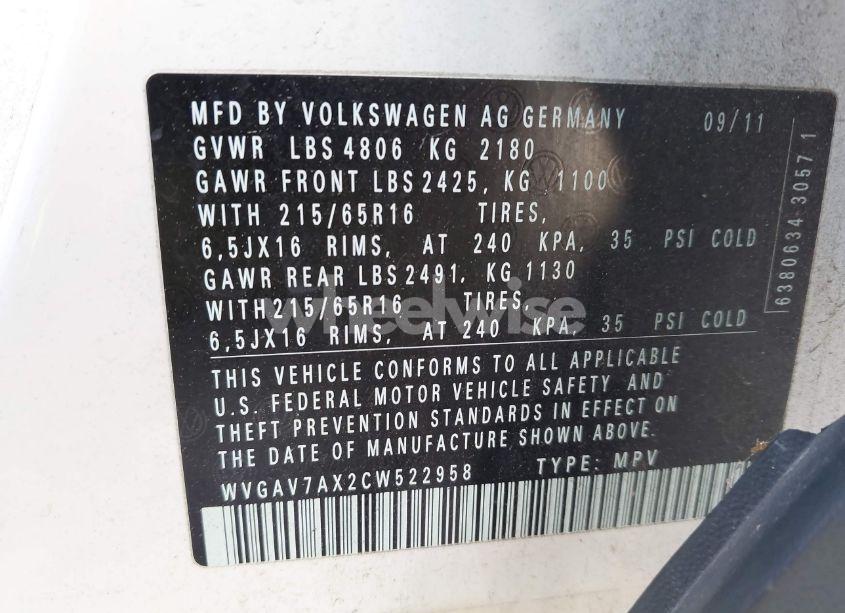 MFD BY VOLKSWAGEN AG GERMANY 09/11
GVWR LBS 4806 KG 2180
GAWR FRONT LBS 2425, KG 1100
WITH 215/65R16 TIRES,
6,5JX16 RIMS, AT 240 KPA, 35 PSI COLD
GAWR REAR LBS 2491, KG 1130
WITH 215/65R16 TIRES,
6,5JX16 RIMS, AT 240 KPA, 35 PSI COLD
THIS VEHICLE CONFORMS TO ALL APPLICABLE
U.S. FEDERAL MOTOR VEHICLE SAFETY AND
THEFT PREVENTION STANDARDS IN EFFECT ON
THE DATE OF MANUFACTURE SHOWN ABOVE.
WVGAV7AX2CW522958 TYPE: MPV
6380634 3057 1
wheelwise